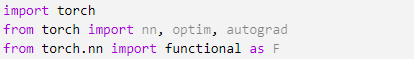 import torch
from torch import nn, optim, autograd
from torch.nn import functional as F